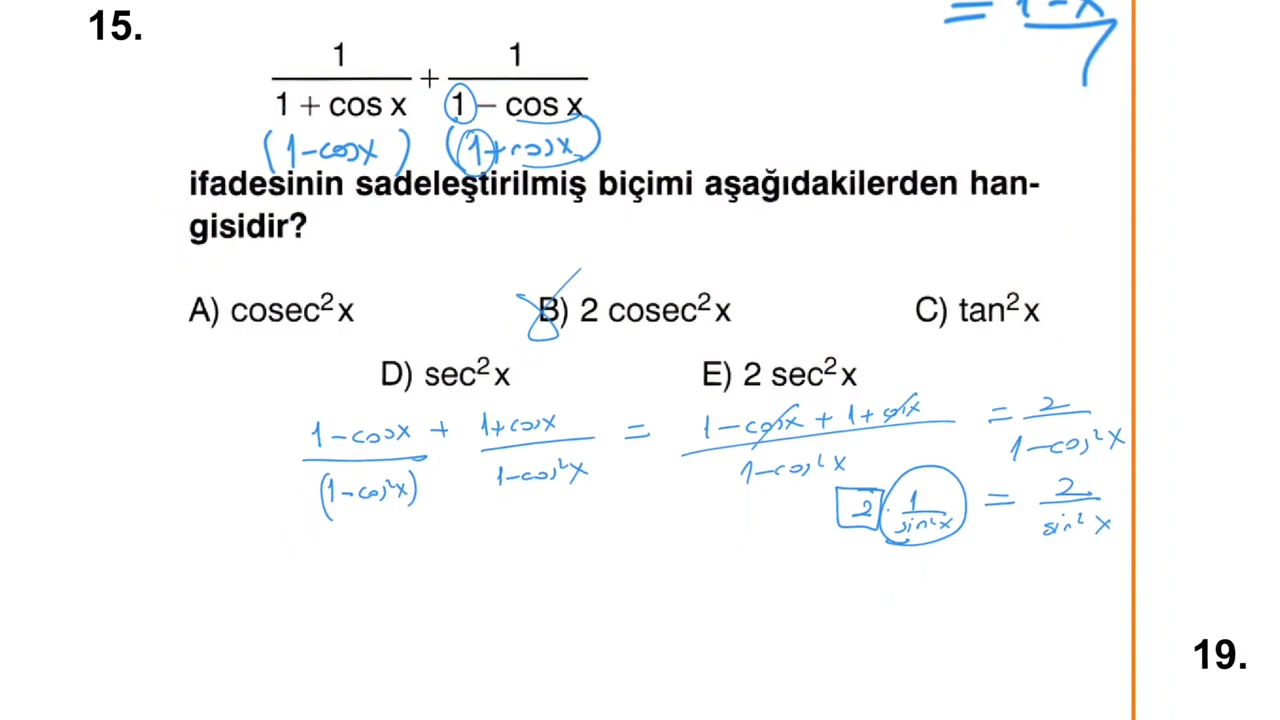 = 1-x / 7
15.
1 / 1 + cos x + 1 / 1 – cos x
(1-cosx) (1+cosx)
ifadesinin sadeleştirilmiş biçimi aşağıdakilerden han-
gisidir?
A) cosec²x B) 2 cosec²x C) tan²x
D) sec²x E) 2 sec²x
1-cosx / (1-cos²x) + 1+cosx / 1-cos²x = 1-cosx + 1+cosx / 1-cos²x = 2 / 1-cos²x
2 · 1 / sin²x = 2 / sin²x
19.